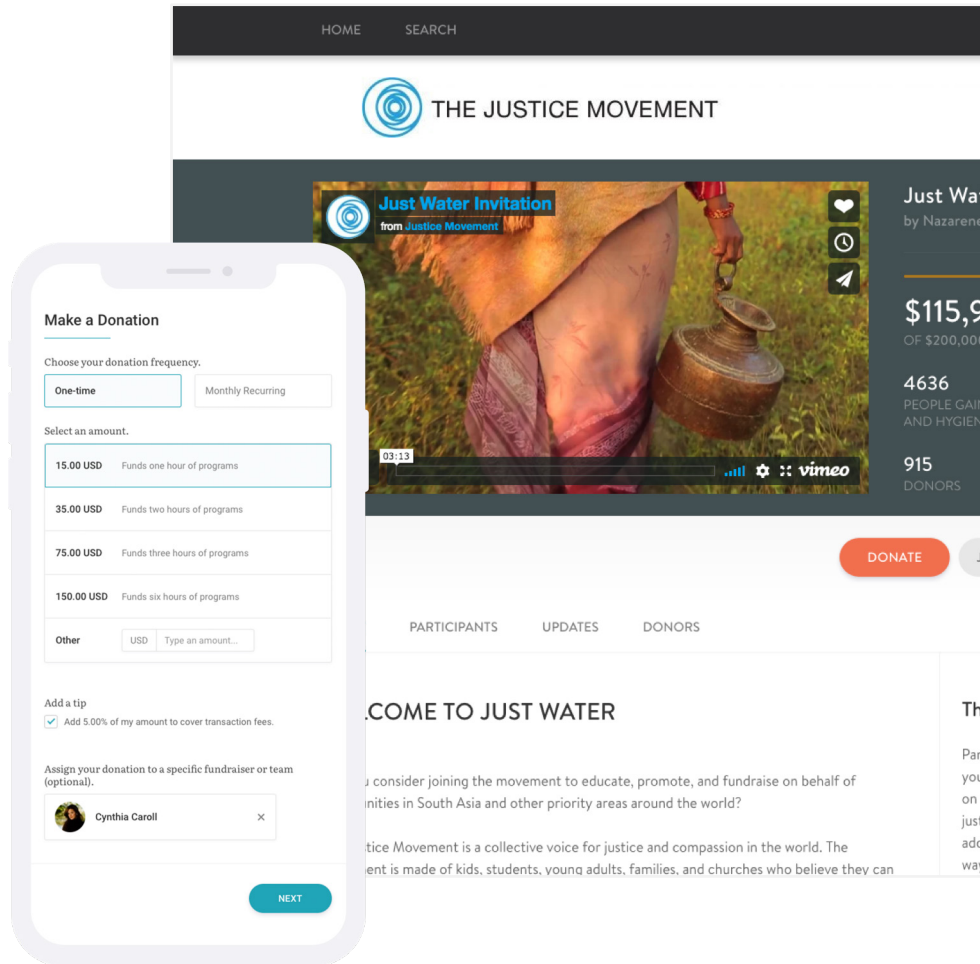 HOME SEARCH
THE JUSTICE MOVEMENT
Just Water Invitation
from Justice Movement
03:13
vimeo
Just Wa
by Nazarene
$115,9
OF $200,000
4636
PEOPLE GAI
AND HYGIEN
915
DONORS
DONATE
PARTICIPANTS UPDATES DONORS
COME TO JUST WATER
consider joining the movement to educate, promote, and fundraise on behalf of
nities in South Asia and other priority areas around the world?
tice Movement is a collective voice for justice and compassion in the world. The
ent is made of kids, students, young adults, families, and churches who believe they can
Th
Par
you
on
just
add
way
Make a Donation
Choose your donation frequency.
One-time Monthly Recurring
Select an amount.
15.00 USD Funds one hour of programs
35.00 USD Funds two hours of programs
75.00 USD Funds three hours of programs
150.00 USD Funds six hours of programs
Other USD Type an amount...
Add a tip
Add 5.00% of my amount to cover transaction fees.
Assign your donation to a specific fundraiser or team
(optional).
Cynthia Caroll ×
NEXT